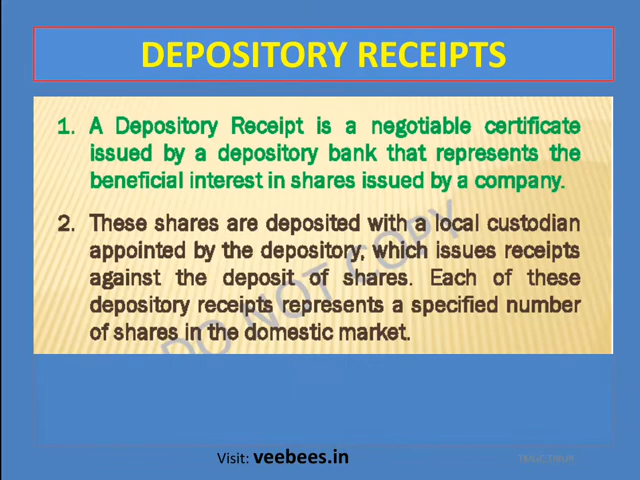 DEPOSITORY RECEIPTS
1. A Depository Receipt is a negotiable certificate
issued by a depository bank that represents the
beneficial interest in shares issued by a company.
2. These shares are deposited with a local custodian
appointed by the depository, which issues receipts
against the deposit of shares. Each of these
depository receipts represents a specified number
of shares in the domestic market.
DO NOT COPY
Visit: veebees.in